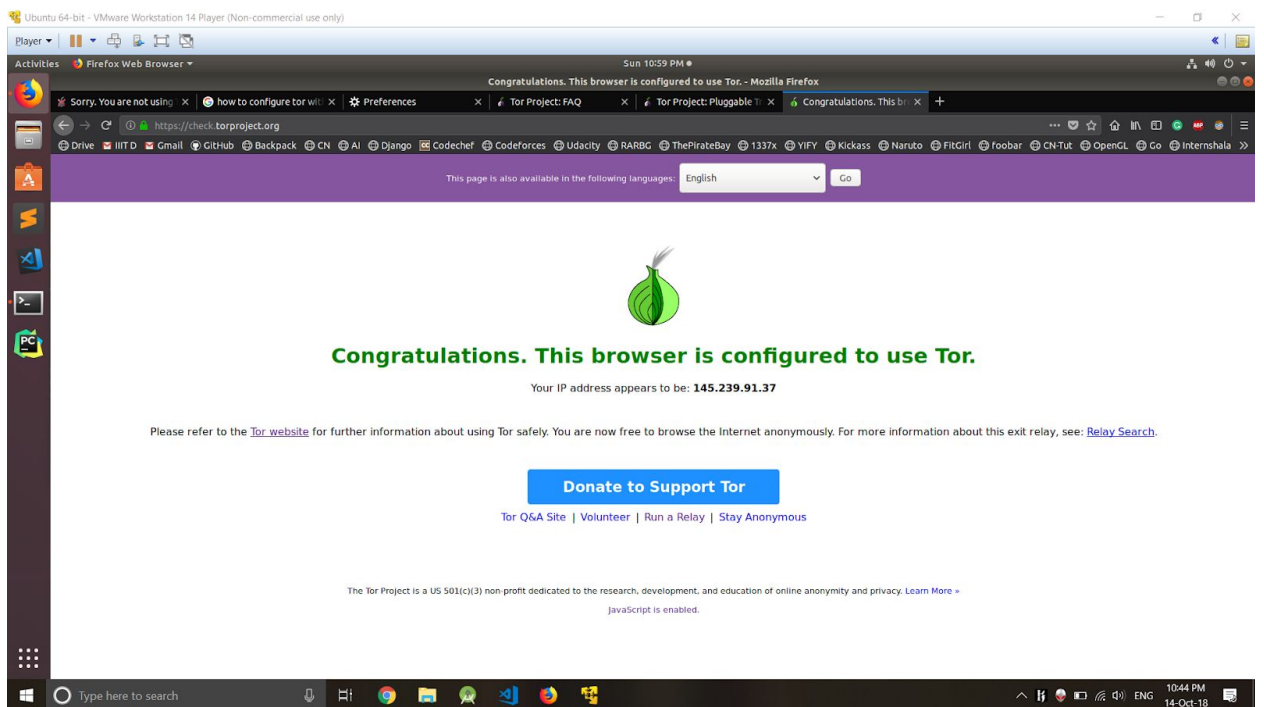 Ubuntu 64-bit - VMware Workstation 14 Player (Non-commercial use only)
Player
Activities Firefox Web Browser Sun 10:59 PM
Congratulations. This browser is configured to use Tor. - Mozilla Firefox
Sorry. You are not using Preferences Tor Project: FAQ Tor Project: Pluggable Congratulations. This
how to configure tor
https://check.torproject.org
Drive IIIT D Gmail GitHub Backpack CN AI Django Codechef Codeforces Udacity RARBG ThePirateBay 1337x YIFY Kickass Naruto FitGirl foobar CN-Tut OpenGL Go Internshala
This page is also available in the following languages: English Go
Congratulations. This browser is configured to use Tor.
Your IP address appears to be: 145.239.91.37
Please refer to the Tor website for further information about using Tor safely. You are now free to browse the Internet anonymously. For more information about this exit relay, see: Relay Search.
Donate to Support Tor
Tor Q&A Site | Volunteer | Run a Relay | Stay Anonymous
The Tor Project is a US 501(c)(3) non-profit dedicated to the research, development, and education of online anonymity and privacy. Learn More »
JavaScript is enabled.
Type here to search ENG 10:44 PM
14-Oct-18